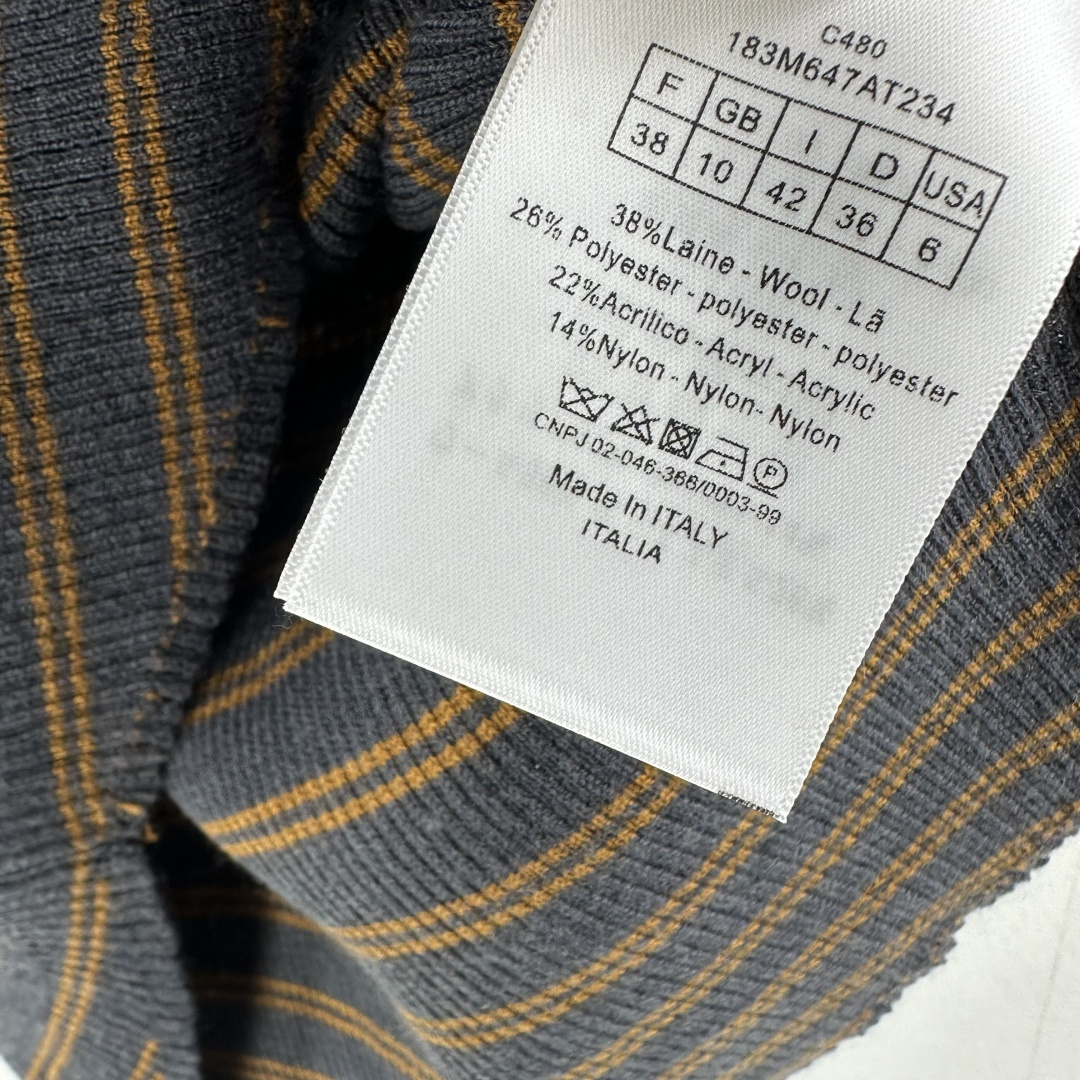 C480
183M647AT234
F GB I D USA
38 10 42 36 6
38%Laine - Wool - Lã
26% Polyester - polyester - polyester
22%Acrilico - Acryl - Acrylic
14%Nylon - Nylon- Nylon
P
CNPJ 02-046-366/0003-99
Made In ITALY
ITALIA